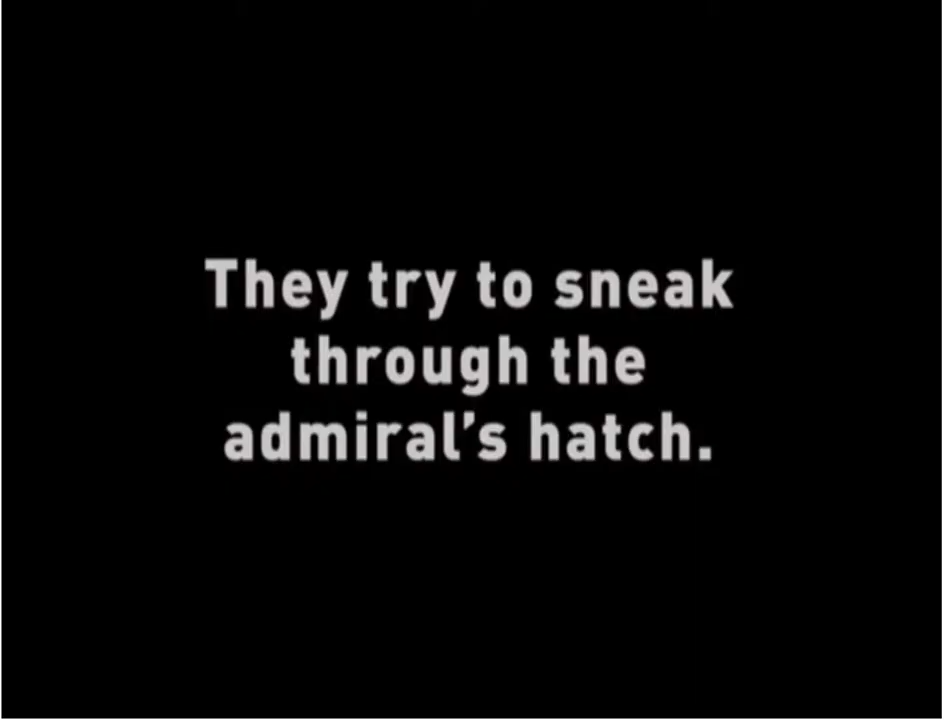 They try to sneak
through the
admiral’s hatch.